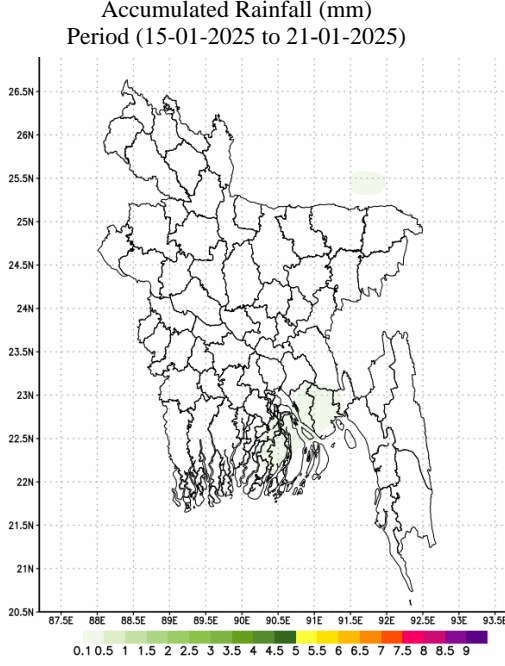 Accumulated Rainfall (mm)
Period (15-01-2025 to 21-01-2025)
26.5N
26N
25.5N
25N
24.5N
24N
23.5N
23N
22.5N
22N
21.5N
21N
20.5N
87.5E 88E 88.5E 89E 89.5E 90E 90.5E 91E 91.5E 92E 92.5E 93E 93.5E
0.1 0.5 1 1.5 2 2.5 3 3.5 4 4.5 5 5.5 6 6.5 7 7.5 8 8.5 9